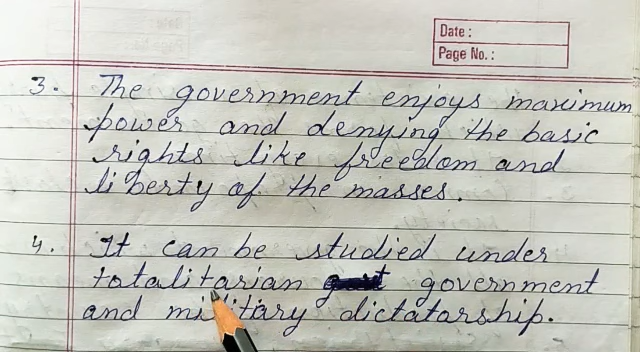 Date :
Page No. :
3. The government enjoys maximum
power and denying the basic
rights like freedom and
liberty of the masses.
4. It can be studied under
totalitarian government
and military dictatorship.